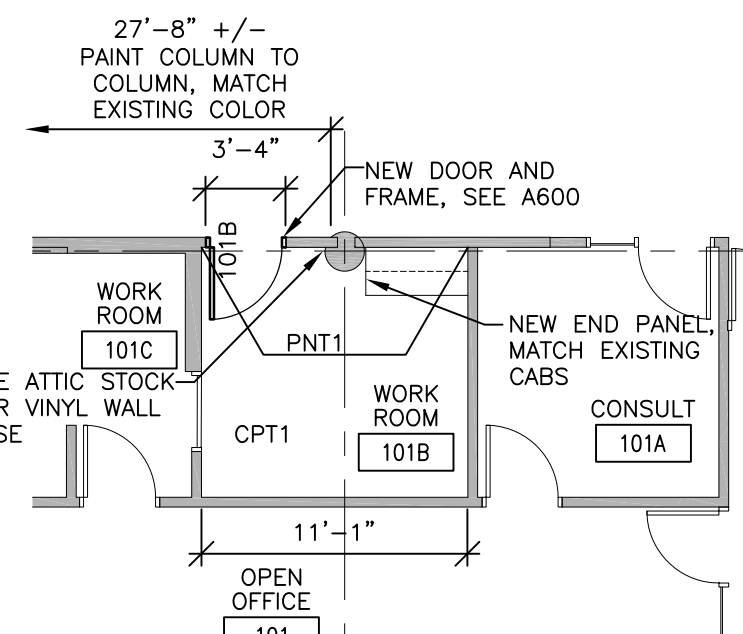 27'-8" +/-
PAINT COLUMN TO
COLUMN, MATCH
EXISTING COLOR
3'-4"
NEW DOOR AND
FRAME, SEE A600
101B
WORK
ROOM
101C
PNT1
NEW END PANEL,
MATCH EXISTING
CABS
ATTIC STOCK
VINYL WALL
WORK
ROOM
101B
CPT1
CONSULT
101A
11'-1"
OPEN
OFFICE
101